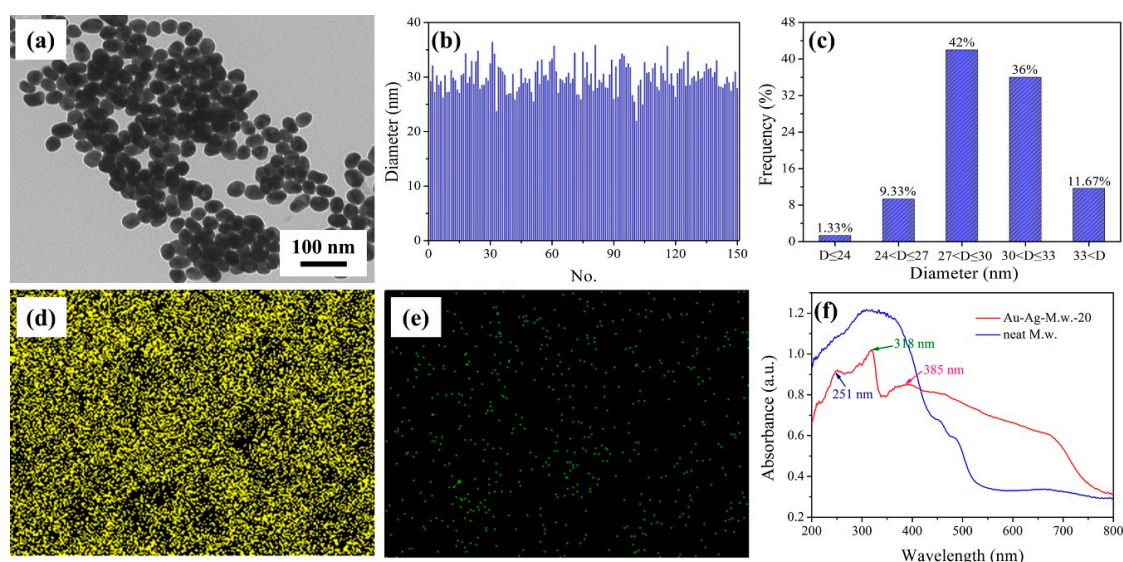 (a)
100 nm
(b)
40
30
20
10
0
0
30
60
90
120
150
Diameter (nm)
No.
(c)
48
40
32
24
16
8
0
Frequency (%)
1.33%
9.33%
42%
36%
11.67%
D≤24
24<D≤27
27<D≤30
30<D≤33
33<D
Diameter (nm)
(d)
(e)
(f)
Au-Ag-M.w.-20
neat M.w.
1.2
1.0
0.8
0.6
0.4
0.2
Absorbance (a.u.)
318 nm
385 nm
251 nm
200
300
400
500
600
700
800
Wavelength (nm)